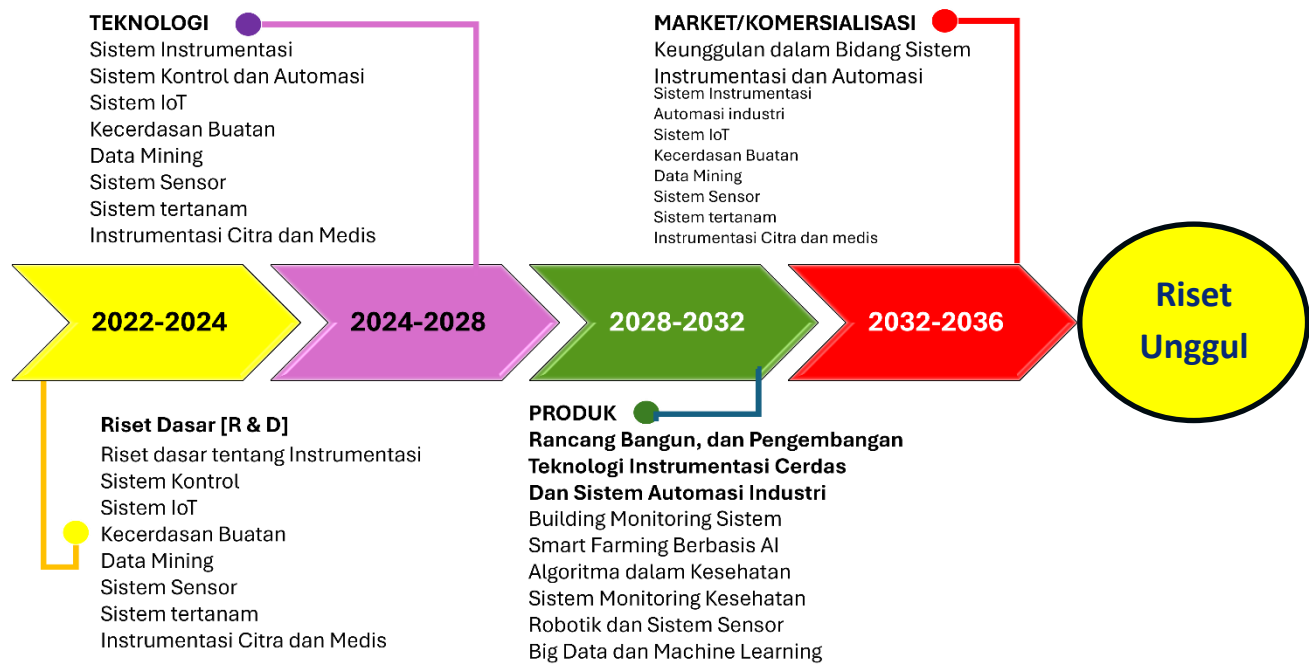 TEKNOLOGI
Sistem Instrumentasi
Sistem Kontrol dan Automasi
Sistem IoT
Kecerdasan Buatan
Data Mining
Sistem Sensor
Sistem tertanam
Instrumentasi Citra dan Medis
MARKET/KOMERSIALISASI
Keunggulan dalam Bidang Sistem
Instrumentasi dan Automasi
Sistem Instrumentasi
Automasi industri
Sistem IoT
Kecerdasan Buatan
Data Mining
Sistem Sensor
Sistem tertanam
Instrumentasi Citra dan medis
2022-2024
2024-2028
2028-2032
2032-2036
Riset
Unggul
Riset Dasar [R & D]
Riset dasar tentang Instrumentasi
Sistem Kontrol
Sistem IoT
Kecerdasan Buatan
Data Mining
Sistem Sensor
Sistem tertanam
Instrumentasi Citra dan Medis
PRODUK
Rancang Bangun, dan Pengembangan
Teknologi Instrumentasi Cerdas
Dan Sistem Automasi Industri
Building Monitoring Sistem
Smart Farming Berbasis AI
Algoritma dalam Kesehatan
Sistem Monitoring Kesehatan
Robotik dan Sistem Sensor
Big Data dan Machine Learning